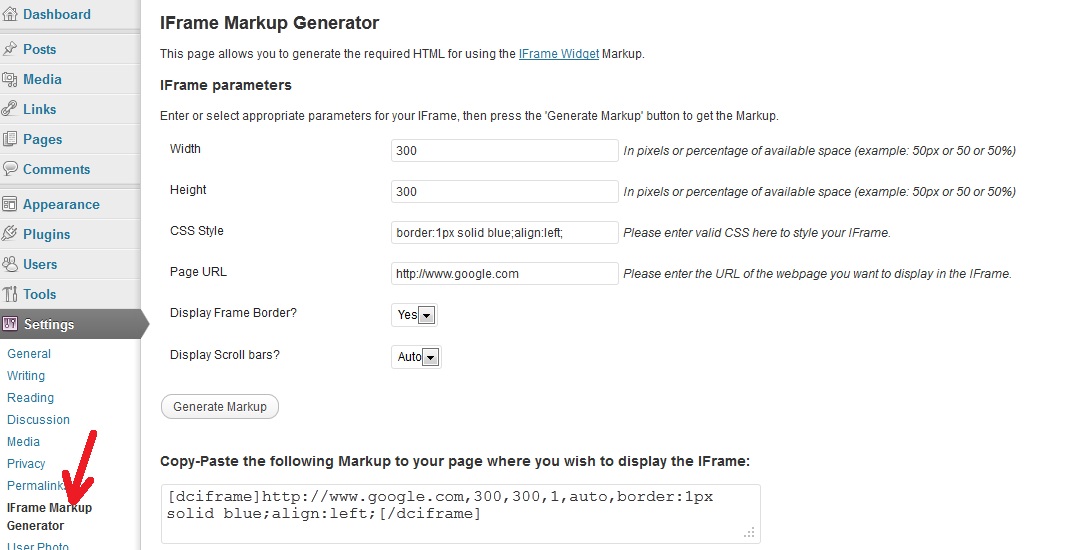 Dashboard
Posts
Media
Links
Pages
Comments
Appearance
Plugins
Users
Tools
Settings
General
Writing
Reading
Discussion
Media
Privacy
Permalink
IFrame Markup
Generator
User Photo
IFrame Markup Generator
This page allows you to generate the required HTML for using the IFrame Widget Markup.
IFrame parameters
Enter or select appropriate parameters for your IFrame, then press the 'Generate Markup' button to get the Markup.
Width 300 In pixels or percentage of available space (example: 50px or 50 or 50%)
Height 300 In pixels or percentage of available space (example: 50px or 50 or 50%)
CSS Style border:1px solid blue;align:left; Please enter valid CSS here to style your IFrame.
Page URL http://www.google.com Please enter the URL of the webpage you want to display in the IFrame.
Display Frame Border? Yes
Display Scroll bars? Auto
Generate Markup
Copy-Paste the following Markup to your page where you wish to display the IFrame:
[dciframe]http://www.google.com,300,300,1,auto,border:1px
solid blue;align:left;[/dciframe]